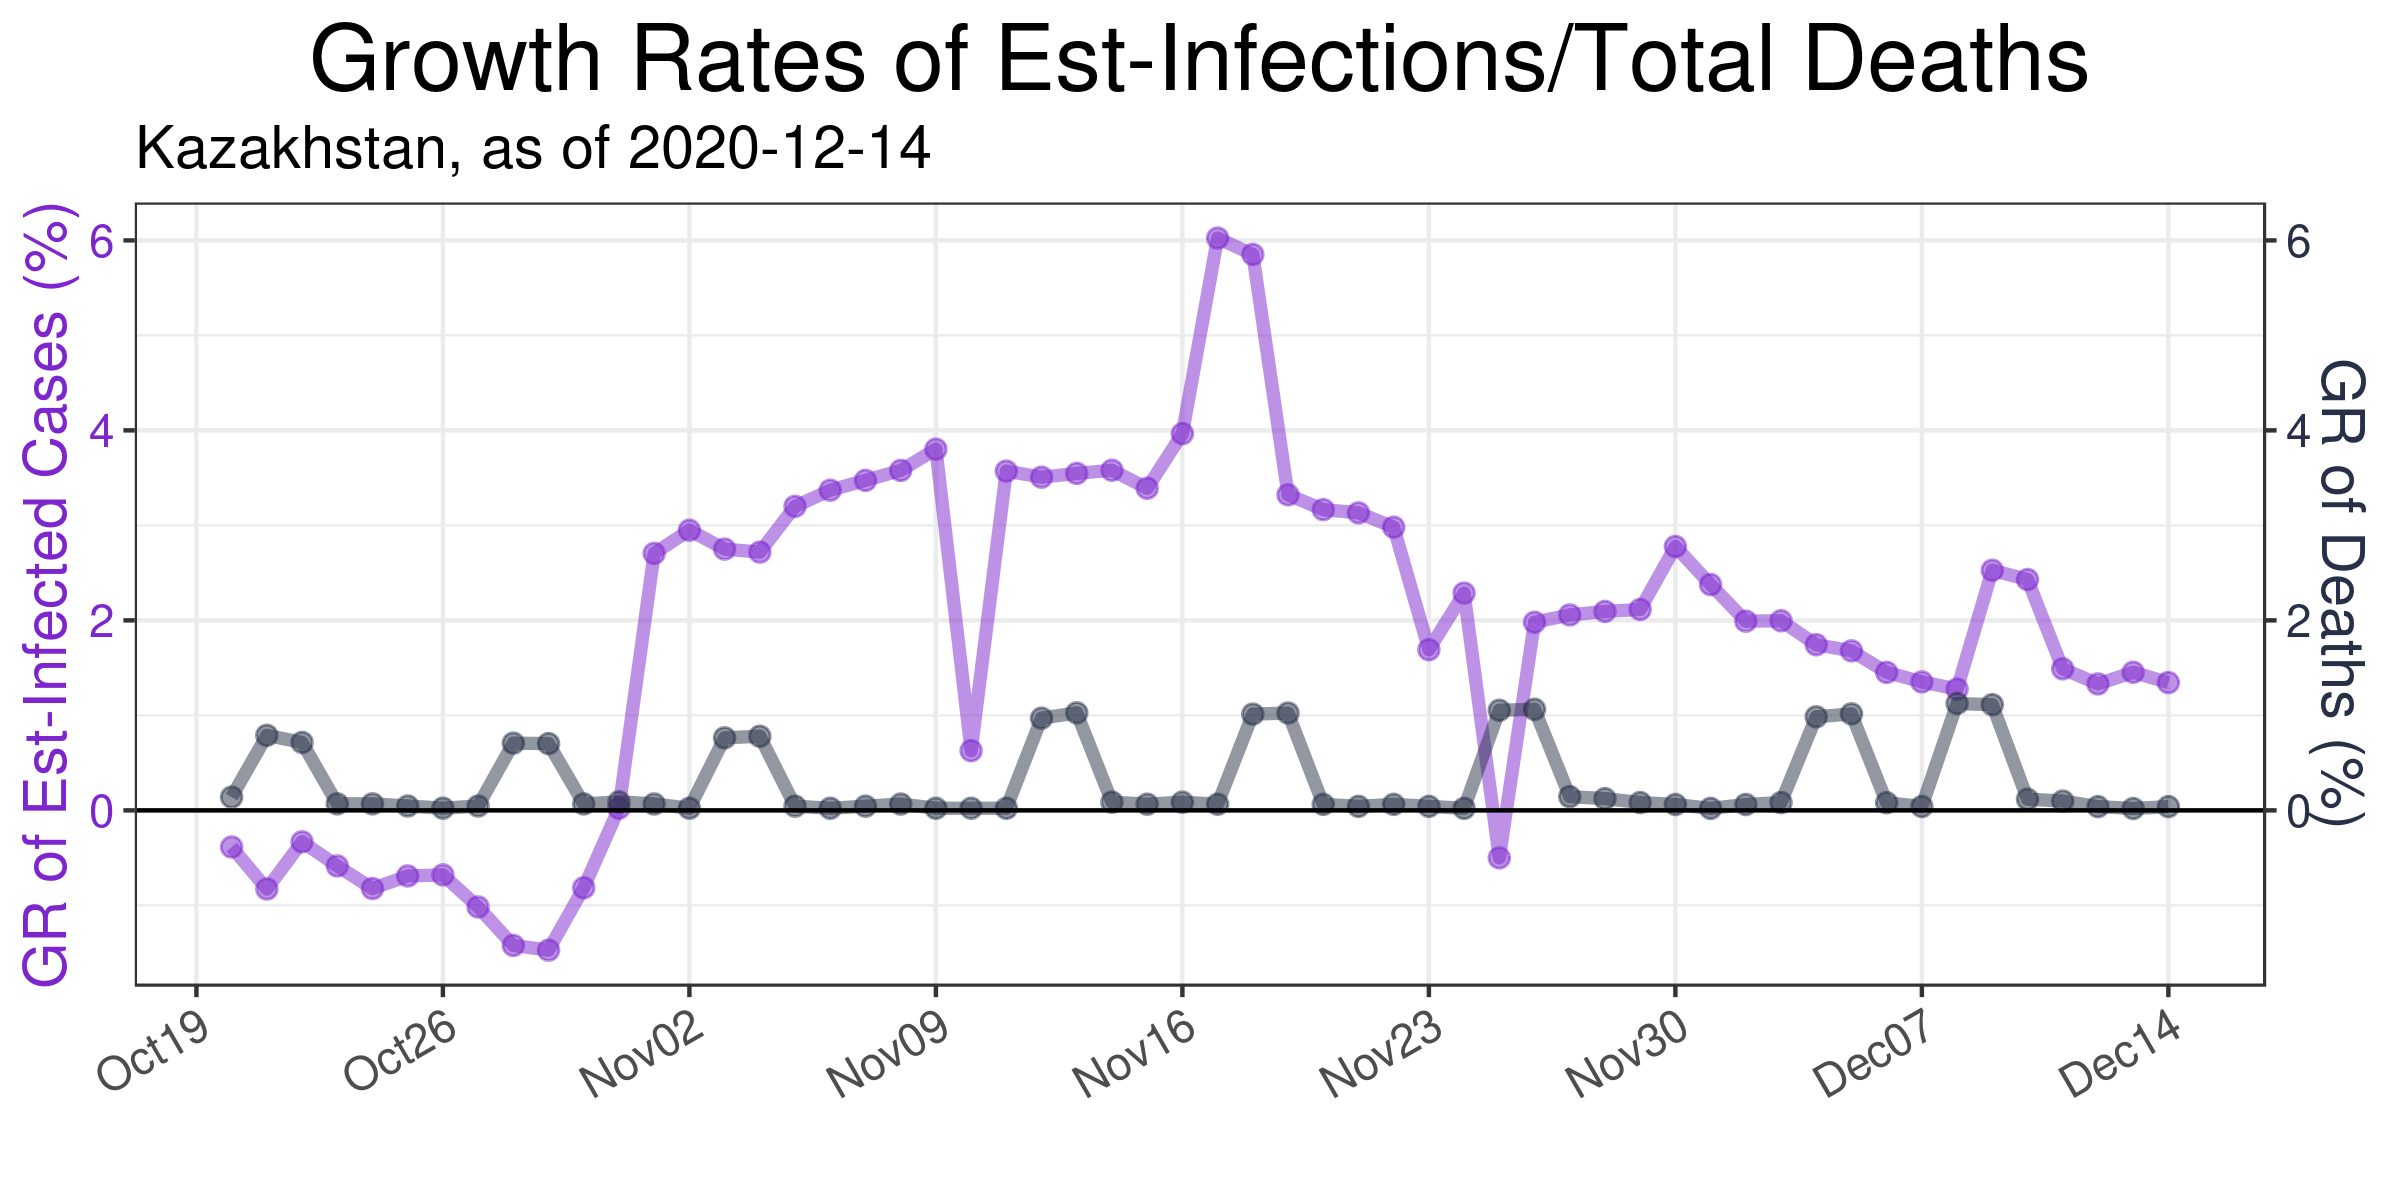 Growth Rates of Est-Infections/Total Deaths
Kazakhstan, as of 2020-12-14
GR of Est-Infected Cases (%)
6
4
2
0
6
4
2
0
GR of Deaths (%)
Oct19
Oct26
Nov02
Nov09
Nov16
Nov23
Nov30
Dec07
Dec14